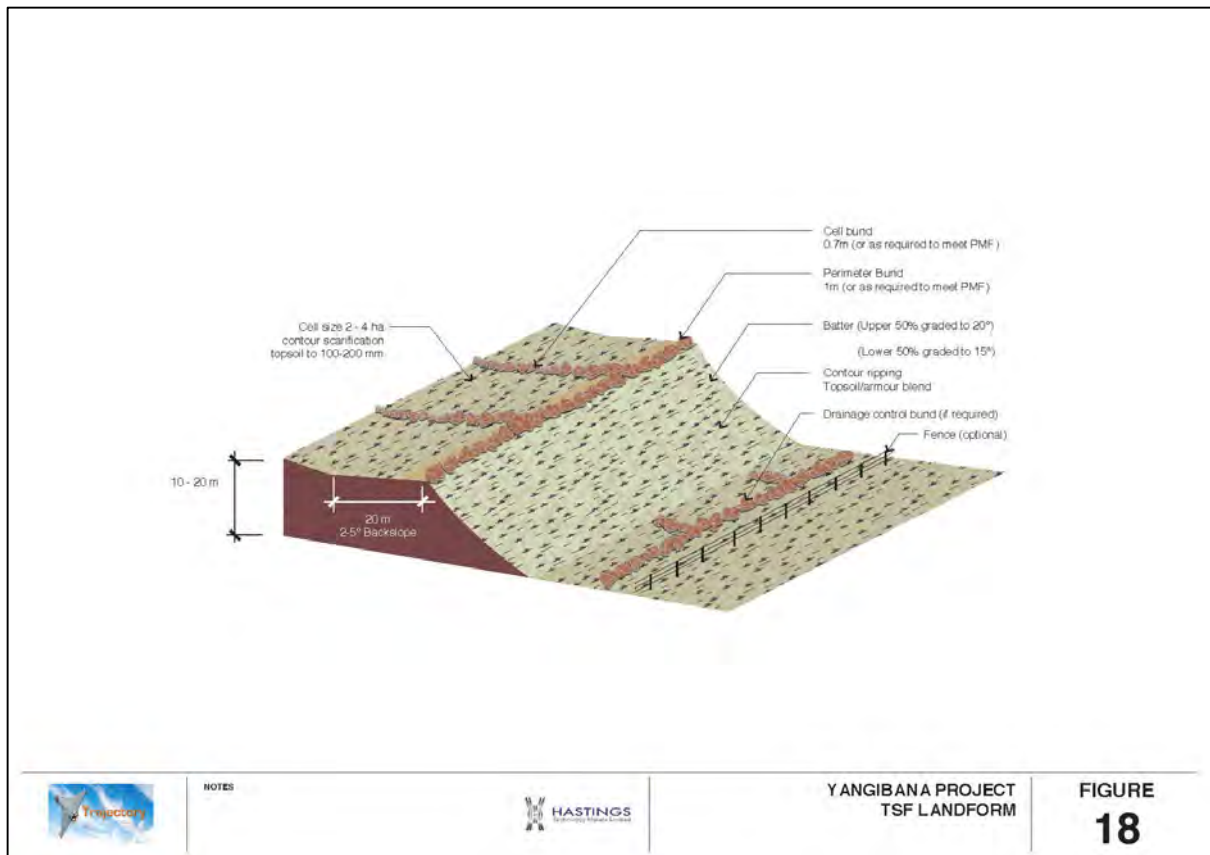 Cell bund
0.7m (or as required to meet PMF)
Perimeter Bund
1m (or as required to meet PMF)
Cell size 2 - 4 ha
contour scarification
topsoil to 100-200 mm
Batter (Upper 50% graded to 20°)
(Lower 50% graded to 15°)
Contour ripping
Topsoil/armour blend
Drainage control bund (if required)
Fence (optional)
10 - 20 m
20 m
2-5° Backslope
Trajectory
NOTES
HASTINGS
Technology Metals Limited
YANGIBANA PROJECT
TSF LANDFORM
FIGURE
18